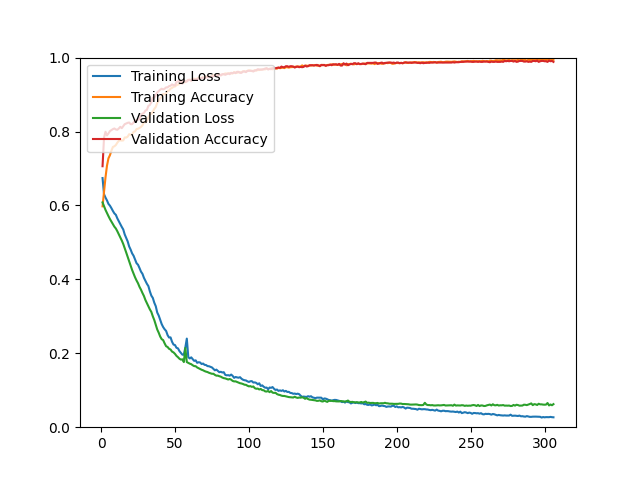 1.0
0.8
0.6
0.4
0.2
0.0
Training Loss
Training Accuracy
Validation Loss
Validation Accuracy
0 50 100 150 200 250 300